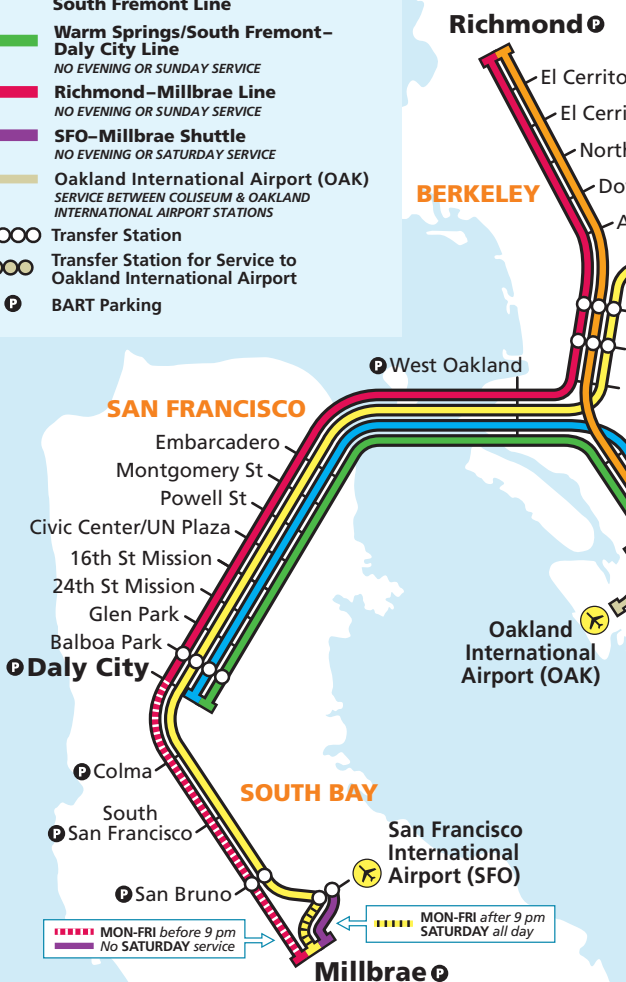 South Fremont Line
Warm Springs/South Fremont–
Daly City Line
NO EVENING OR SUNDAY SERVICE
Richmond–Millbrae Line
NO EVENING OR SUNDAY SERVICE
SFO–Millbrae Shuttle
NO EVENING OR SATURDAY SERVICE
Oakland International Airport (OAK)
SERVICE BETWEEN COLISEUM & OAKLAND
INTERNATIONAL AIRPORT STATIONS
Transfer Station
Transfer Station for Service to
Oakland International Airport
P BART Parking
Richmond P
El Cerrito
El Cerri
North
BERKELEY
Do
A
P West Oakland
SAN FRANCISCO
Embarcadero
Montgomery St
Powell St
Civic Center/UN Plaza
16th St Mission
24th St Mission
Glen Park
Balboa Park
P Daly City
Oakland
International
Airport (OAK)
P Colma
SOUTH BAY
South
P San Francisco
San Francisco
International
Airport (SFO)
P San Bruno
MON-FRI before 9 pm
No SATURDAY service
MON-FRI after 9 pm
SATURDAY all day
Millbrae P